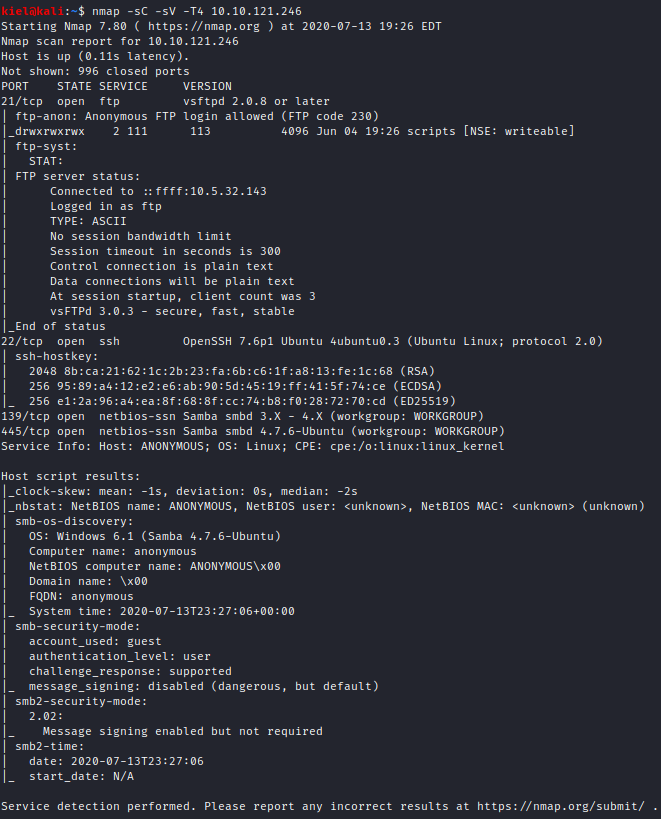 kiel@kali:~$ nmap -sC -sV -T4 10.10.121.246
Starting Nmap 7.80 ( https://nmap.org ) at 2020-07-13 19:26 EDT
Nmap scan report for 10.10.121.246
Host is up (0.11s latency).
Not shown: 996 closed ports
PORT    STATE SERVICE     VERSION
21/tcp  open  ftp         vsftpd 2.0.8 or later
| ftp-anon: Anonymous FTP login allowed (FTP code 230)
|_drwxrwxrwx    2 111      113          4096 Jun 04 19:26 scripts [NSE: writeable]
| ftp-syst:
|   STAT:
| FTP server status:
|      Connected to ::ffff:10.5.32.143
|      Logged in as ftp
|      TYPE: ASCII
|      No session bandwidth limit
|      Session timeout in seconds is 300
|      Control connection is plain text
|      Data connections will be plain text
|      At session startup, client count was 3
|      vsFTPd 3.0.3 - secure, fast, stable
|_End of status
22/tcp  open  ssh         OpenSSH 7.6p1 Ubuntu 4ubuntu0.3 (Ubuntu Linux; protocol 2.0)
| ssh-hostkey:
|   2048 8b:ca:21:62:1c:2b:23:fa:6b:c6:1f:a8:13:fe:1c:68 (RSA)
|   256 95:89:a4:12:e2:e6:ab:90:5d:45:19:ff:41:5f:74:ce (ECDSA)
|_  256 e1:2a:96:a4:ea:8f:68:8f:cc:74:b8:f0:28:72:70:cd (ED25519)
139/tcp open  netbios-ssn Samba smbd 3.X - 4.X (workgroup: WORKGROUP)
445/tcp open  netbios-ssn Samba smbd 4.7.6-Ubuntu (workgroup: WORKGROUP)
Service Info: Host: ANONYMOUS; OS: Linux; CPE: cpe:/o:linux:linux_kernel

Host script results:
|_clock-skew: mean: -1s, deviation: 0s, median: -2s
|_nbstat: NetBIOS name: ANONYMOUS, NetBIOS user: <unknown>, NetBIOS MAC: <unknown> (unknown)
| smb-os-discovery:
|   OS: Windows 6.1 (Samba 4.7.6-Ubuntu)
|   Computer name: anonymous
|   NetBIOS computer name: ANONYMOUS\x00
|   Domain name: \x00
|   FQDN: anonymous
|_  System time: 2020-07-13T23:27:06+00:00
| smb-security-mode:
|   account_used: guest
|   authentication_level: user
|   challenge_response: supported
|_  message_signing: disabled (dangerous, but default)
| smb2-security-mode:
|   2.02:
|_    Message signing enabled but not required
| smb2-time:
|   date: 2020-07-13T23:27:06
|_  start_date: N/A

Service detection performed. Please report any incorrect results at https://nmap.org/submit/ .